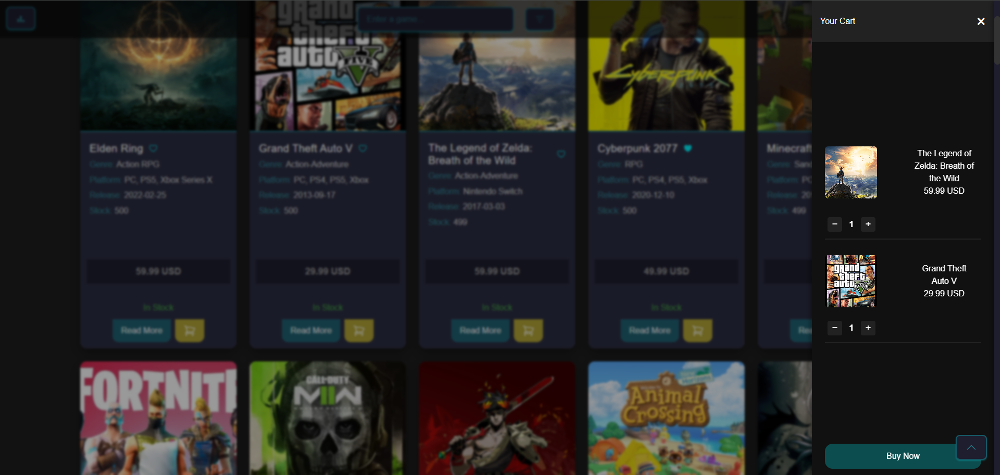 Enter a game...
Your Cart
grand
theft
auto
FIVE
CYBERPUNK
Elden Ring
Genre: Action RPG
Platform: PC, PS5, Xbox Series X
Release: 2022-02-25
Stock: 500
59.99 USD
In Stock
Read More
Grand Theft Auto V
Genre: Action-Adventure
Platform: PC, PS4, PS5, Xbox
Release: 2013-09-17
Stock: 500
29.99 USD
In Stock
Read More
The Legend of Zelda:
Breath of the Wild
Genre: Action-Adventure
Platform: Nintendo Switch
Release: 2017-03-03
Stock: 499
59.99 USD
In Stock
Read More
Cyberpunk 2077
Genre: RPG
Platform: PC, PS4, PS5, Xbox
Release: 2020-12-10
Stock: 500
49.99 USD
In Stock
Read More
Minecraft
Genre:
Platform:
Release:
Stock: 499
FORTNITE
CALL OF DUTY
MWII
Animal
Crossing
The Legend of
Zelda: Breath of
the Wild
59.99 USD
− 1 +
grand
theft
auto
Grand Theft
Auto V
29.99 USD
− 1 +
Buy Now